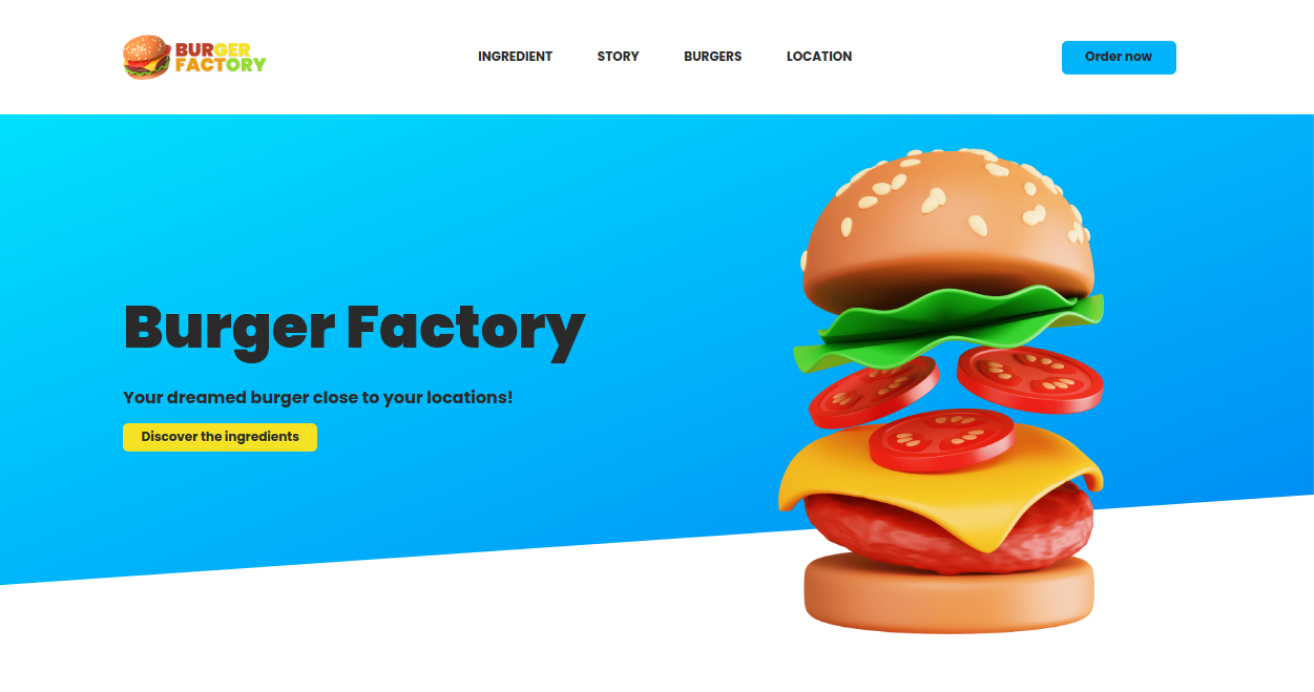 BURGER
FACTORY
INGREDIENT STORY BURGERS LOCATION
Order now
Burger Factory
Your dreamed burger close to your locations!
Discover the ingredients